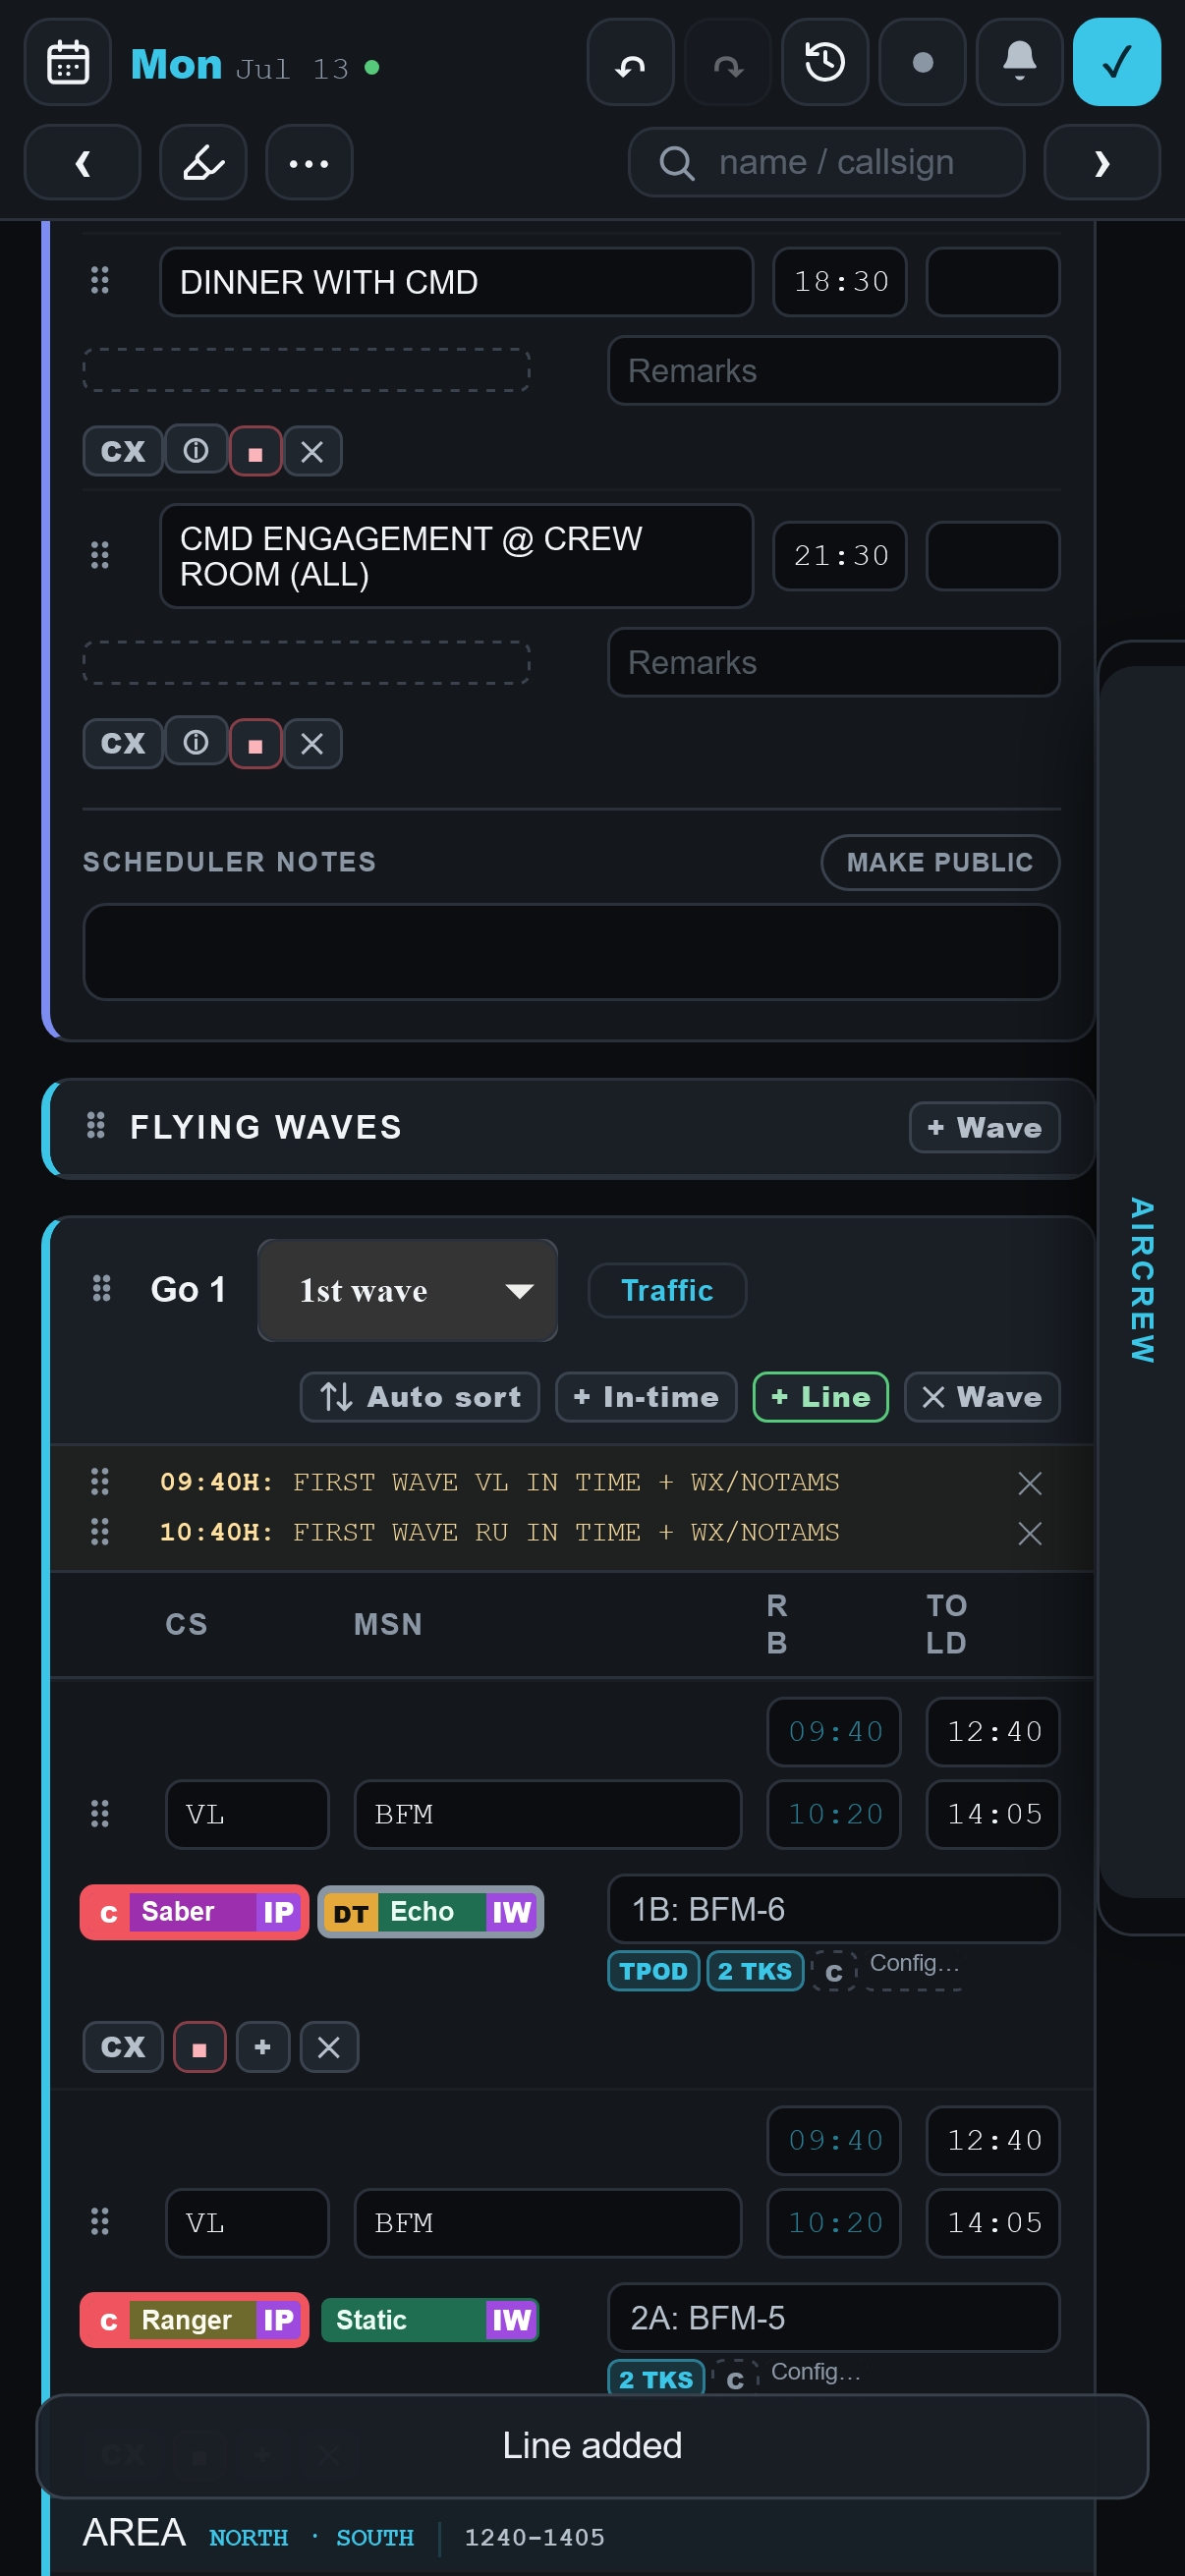 Mon Jul 13
name / callsign
DINNER WITH CMD 18:30
Remarks
CX
CMD ENGAGEMENT @ CREW ROOM (ALL) 21:30
Remarks
CX
SCHEDULER NOTES MAKE PUBLIC
FLYING WAVES + Wave
AIRCREW
Go 1 1st wave Traffic
Auto sort + In-time + Line × Wave
09:40H: FIRST WAVE VL IN TIME + WX/NOTAMS
10:40H: FIRST WAVE RU IN TIME + WX/NOTAMS
CS MSN R B TO LD
09:40 12:40
VL BFM 10:20 14:05
C Saber IP DT Echo IW 1B: BFM-6
TPOD 2 TKS C Config...
CX +
09:40 12:40
VL BFM 10:20 14:05
C Ranger IP Static IW 2A: BFM-5
2 TKS C Config...
CX +
Line added
AREA NORTH · SOUTH 1240-1405